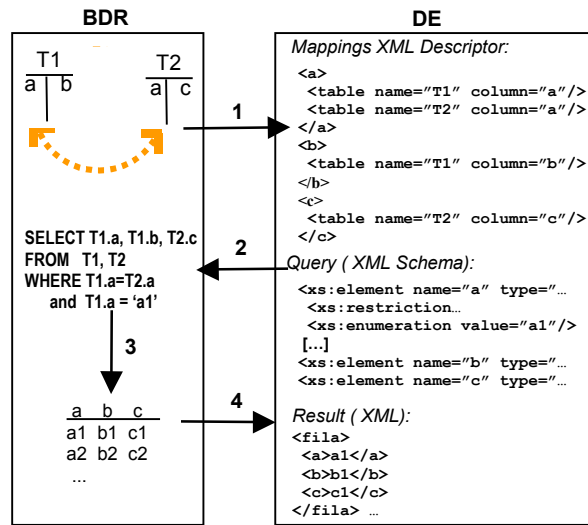 BDR
T1
a b
T2
a c
SELECT T1.a, T1.b, T2.c
FROM T1, T2
WHERE T1.a=T2.a
and T1.a = ‘a1’
3
a b c
a1 b1 c1
a2 b2 c2
...
1
2
4
DE
Mappings XML Descriptor:
<a>
<table name=”T1” column=”a”/>
<table name=”T2” column=”a”/>
</a>
<b>
<table name=”T1” column=”b”/>
</b>
<c>
<table name=”T2” column=”c”/>
</c>
Query ( XML Schema):
<xs:element name=”a” type=”…
<xs:restriction…
<xs:enumeration value=”a1”/>
[…]
<xs:element name=”b” type=”…
<xs:element name=”c” type=”…
Result ( XML):
<fila>
<a>a1</a>
<b>b1</b>
<c>c1</c>
</fila> …